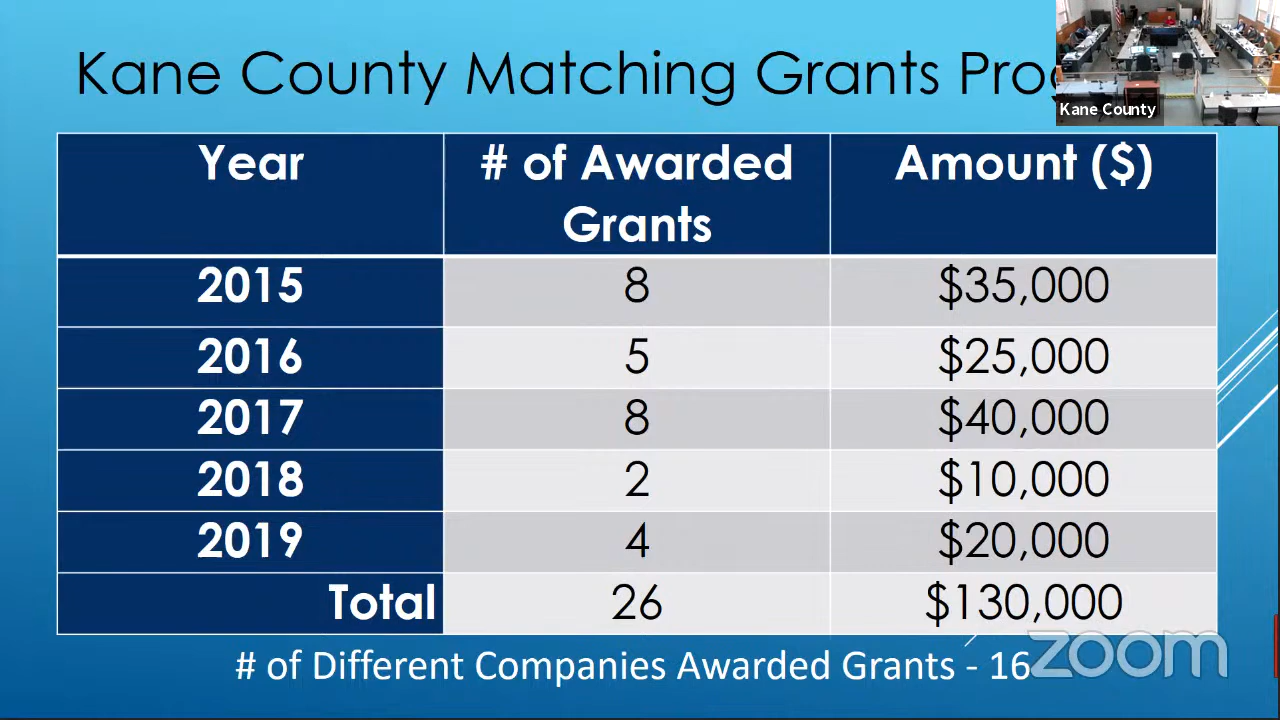 Kane County Matching Grants Pro
Kane County
Year # of Awarded Grants Amount ($)
2015 8 $35,000
2016 5 $25,000
2017 8 $40,000
2018 2 $10,000
2019 4 $20,000
Total 26 $130,000
# of Different Companies Awarded Grants - 16
zoom